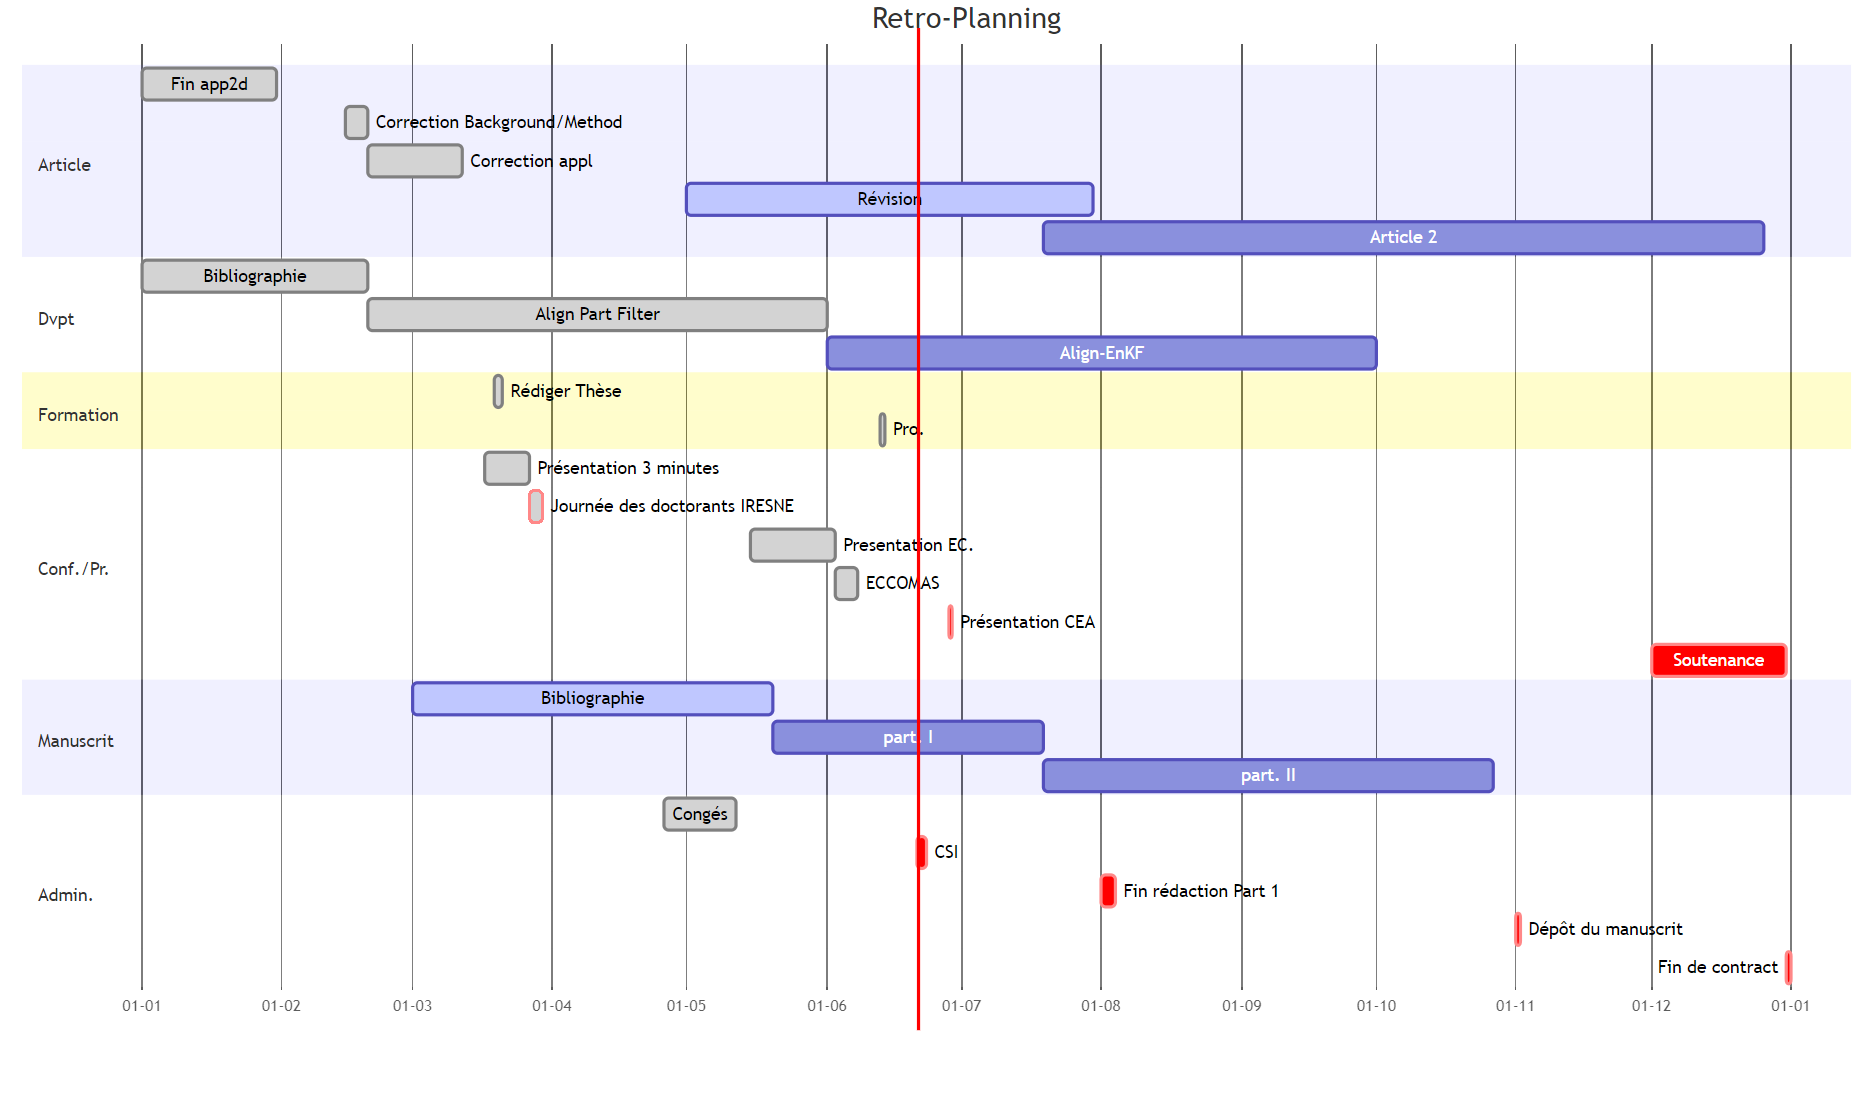 Retro-Planning
Fin app2d
Correction Background/Method
Correction appl
Article
Révision
Article 2
Bibliographie
Align Part Filter
Dvpt
Align-EnKF
Rédiger Thèse
Formation
Pro.
Présentation 3 minutes
Journée des doctorants IRESNE
Presentation EC.
Conf./Pr.
ECCOMAS
Présentation CEA
Soutenance
Bibliographie
part. I
Manuscrit
part. II
Congés
CSI
Fin rédaction Part 1
Admin.
Dépôt du manuscrit
Fin de contract
01-01 01-02 01-03 01-04 01-05 01-06 01-07 01-08 01-09 01-10 01-11 01-12 01-01